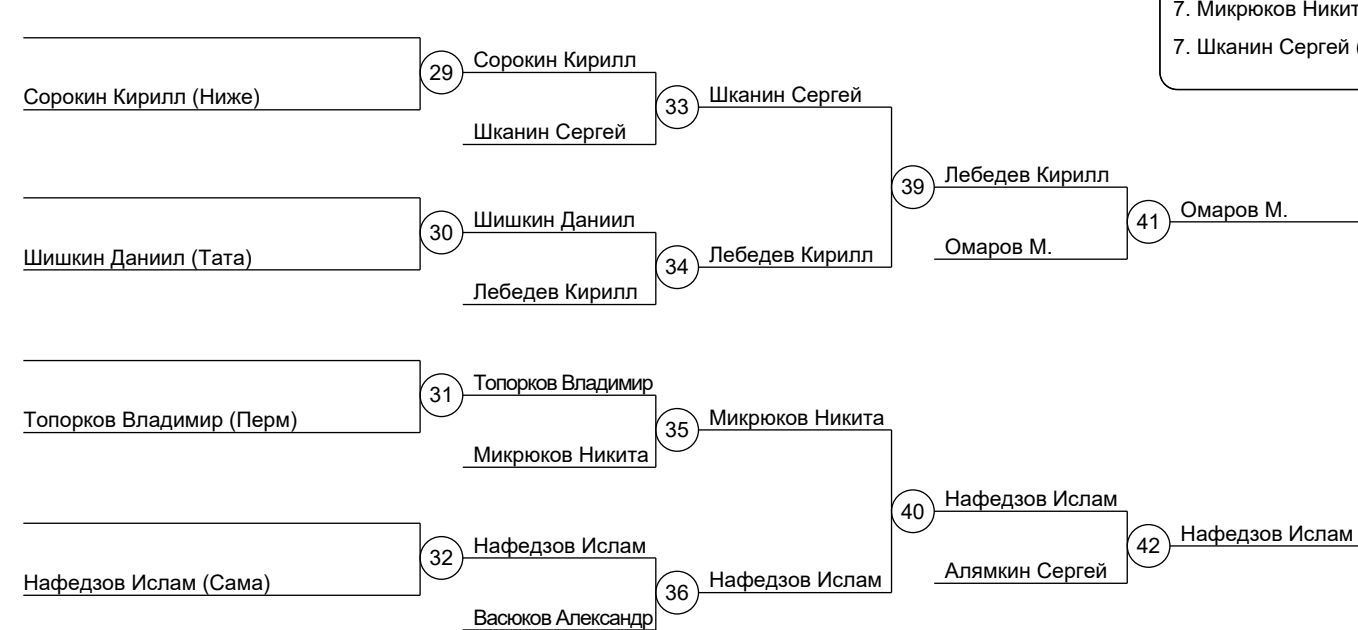 7. Микрюков Никит
7. Шканин Сергей (
29
Сорокин Кирилл
Сорокин Кирилл (Ниже)
33
Шканин Сергей
Шканин Сергей
39
Лебедев Кирилл
30
Шишкин Даниил
41
Омаров М.
Шишкин Даниил (Тата)
34
Лебедев Кирилл
Омаров М.
Лебедев Кирилл
31
Топорков Владимир
Топорков Владимир (Перм)
35
Микрюков Никита
Микрюков Никита
40
Нафедзов Ислам
32
Нафедзов Ислам
42
Нафедзов Ислам
Нафедзов Ислам (Сама)
36
Нафедзов Ислам
Алямкин Сергей
Васюков Александр